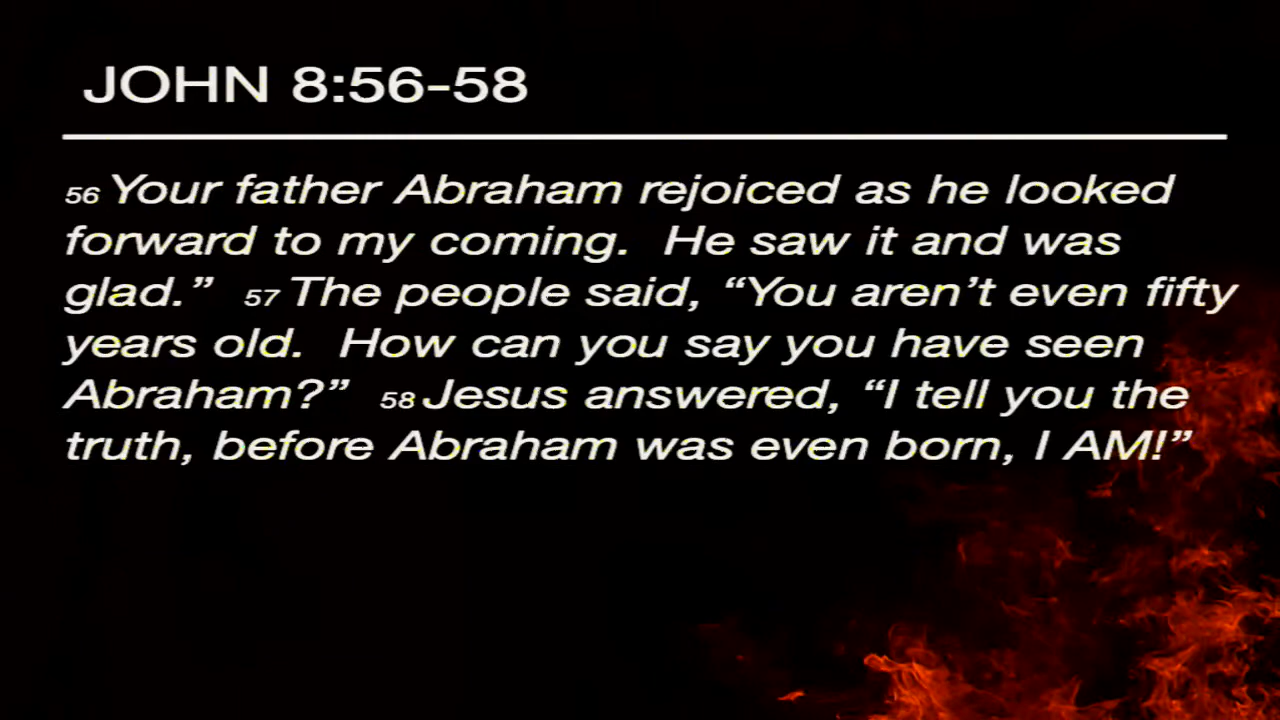 JOHN 8:56-58
56 Your father Abraham rejoiced as he looked
forward to my coming.  He saw it and was
glad.”  57 The people said, “You aren’t even fifty
years old.  How can you say you have seen
Abraham?”  58 Jesus answered, “I tell you the
truth, before Abraham was even born, I AM!”